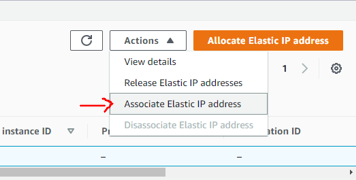 Actions
Allocate Elastic IP address
View details
Release Elastic IP addresses
1
Associate Elastic IP address
Disassociate Elastic IP address
instance ID
–
–